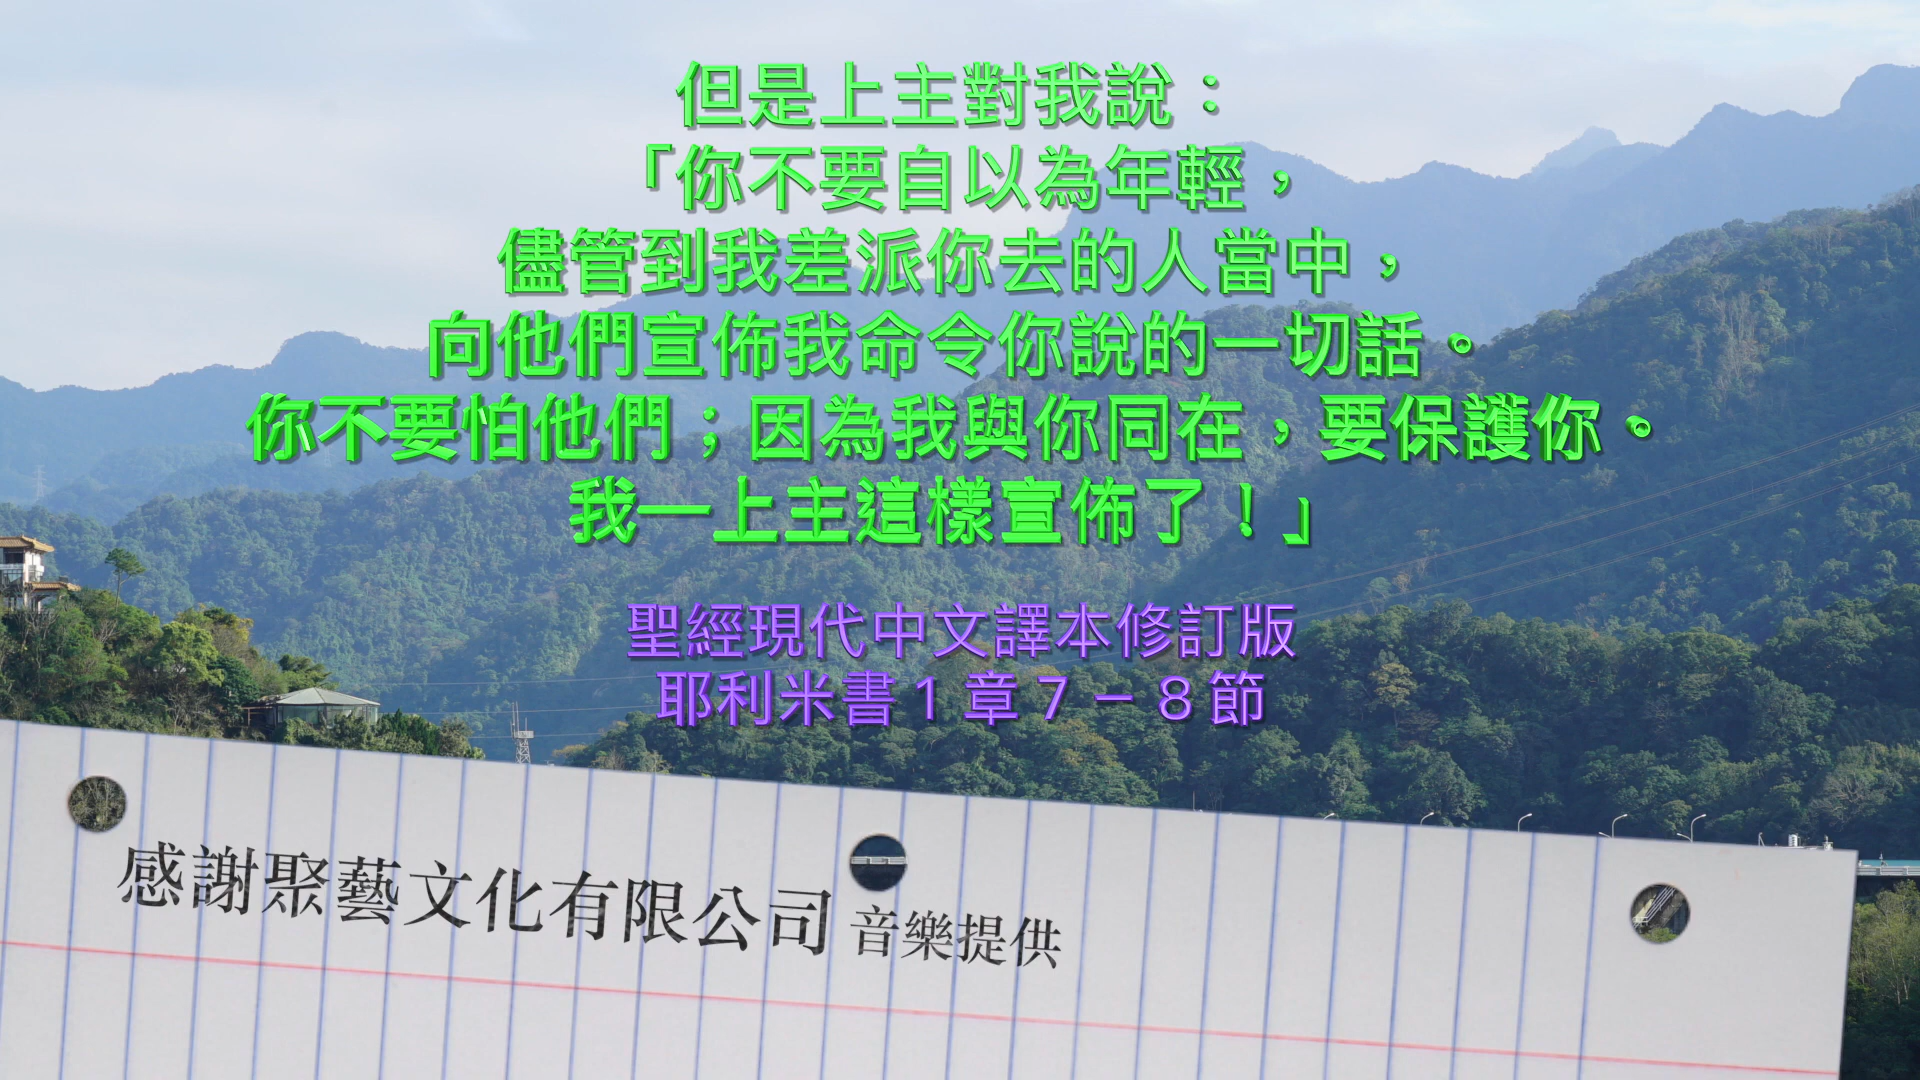 但是上主對我說：
「你不要自以為年輕，
儘管到我差派你去的人當中，
向他們宣佈我命令你說的一切話。
你不要怕他們；因為我與你同在，要保護你。
我—上主這樣宣佈了！」
聖經現代中文譯本修訂版
耶利米書１章７－８節
感謝聚藝文化有限公司 音樂提供